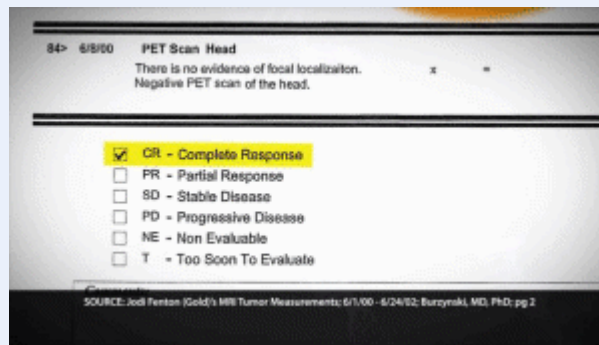 84> 6/8/00 PET Scan Head
There is no evidence of focal localizaiton. x =
Negative PET scan of the head.
CR - Complete Response
PR - Partial Response
SD - Stable Disease
PD - Progressive Disease
NE - Non Evaluable
T - Too Soon To Evaluate
SOURCE: Jodi Fenton (Gold)'s MRI Tumor Measurements; 6/1/00 - 6/24/02; Burzynski, MD, PhD; pg 2